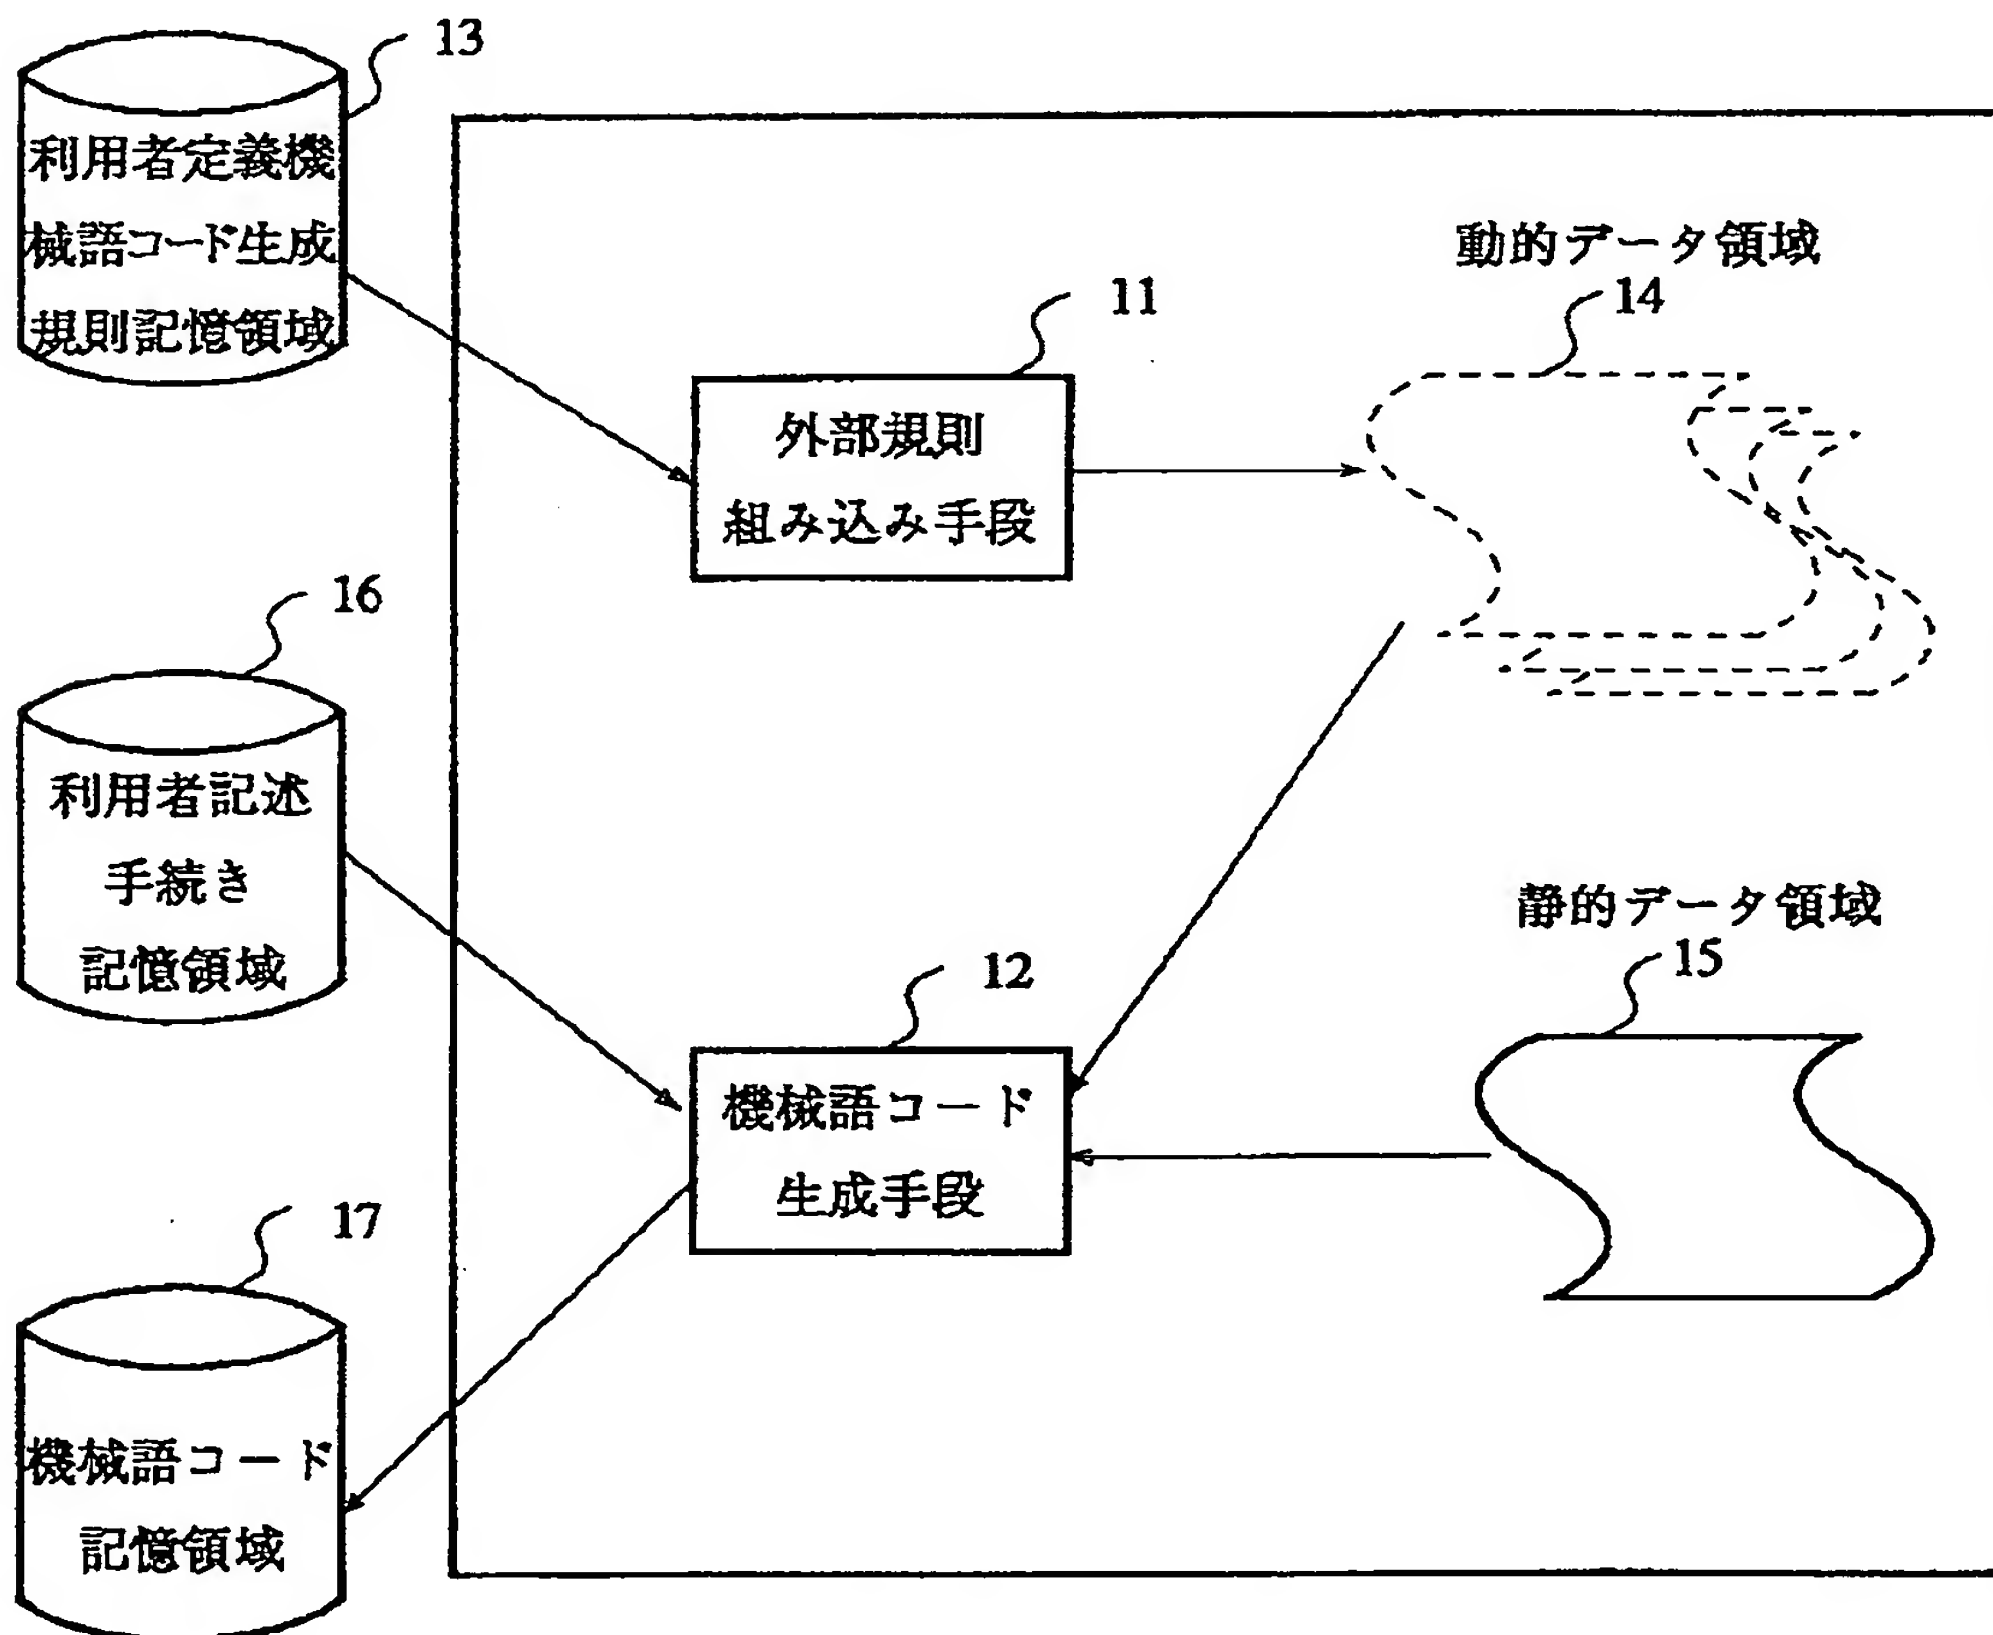 13
利用者定義機
械語コード生成
規則記憶領域
11
外部規則
組み込み手段
動的データ領域
14
16
利用者記述
手続き
記憶領域
12
機械語コード
生成手段
静的データ領域
15
17
機械語コード
記憶領域